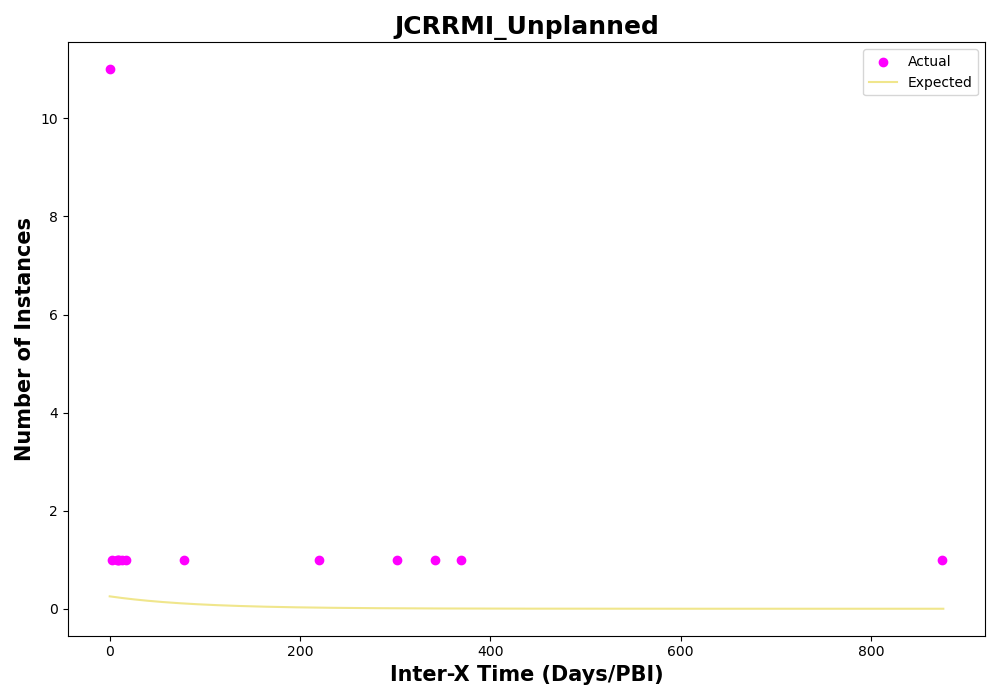 JCRRMI_Unplanned
Actual
Expected
10
8
6
4
2
0
Number of Instances
0 200 400 600 800
Inter-X Time (Days/PBI)